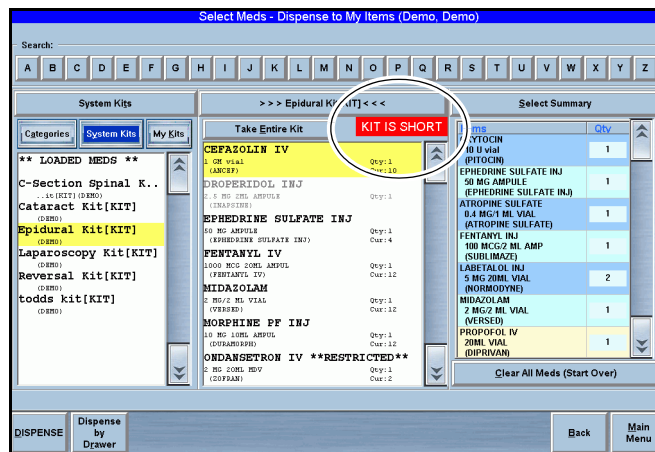 Select Meds - Dispense to My Items (Demo, Demo)
Search:
A B C D E F G H I J K L M N O P Q R S T U V W X Y Z
System Kits
> > > Epidural Ki KIT] < < <
Select Summary
Categories
System Kits
My Kits
** LOADED MEDS **
C-Section Spinal K..
..it[KIT] (DEMO)
Cataract Kit[KIT]
(DEMO)
Epidural Kit[KIT]
(DEMO)
Laparoscopy Kit[KIT]
(DEMO)
Reversal Kit[KIT]
(DEMO)
todds kit[KIT]
(DEMO)
Take Entire Kit
KIT IS SHORT
CEFAZOLIN IV
1 GM vial Qty:1
(ANCEF) Cur:10
DROPERIDOL INJ
2.5 MG 2ML AMPULE Qty:1
(INAPSINE)
EPHEDRINE SULFATE INJ
50 MG AMPULE Qty:1
(EPHEDRINE SULFATE INJ) Cur:4
FENTANYL IV
1000 MCG 20ML AMPUL Qty:1
(FENTANYL IV) Cur:12
MIDAZOLAM
2 MG/2 ML VIAL Qty:1
(VERSED) Cur:12
MORPHINE PF INJ
10 MG 10ML AMPUL Qty:1
(DURAMORPH) Cur:12
ONDANSETRON IV **RESTRICTED**
2 MG 20ML MDV Qty:1
(ZOFRAN) Cur:2
Items Qty
OXYTOCIN
10 U vial 1
(PITOCIN)
EPHEDRINE SULFATE INJ
50 MG AMPULE 1
(EPHEDRINE SULFATE INJ)
ATROPINE SULFATE
0.4 MG/1 ML VIAL 1
(ATROPINE SULFATE)
FENTANYL INJ
100 MCG/2 ML AMP 1
(SUBLIMAZE)
LABETALOL INJ
5 MG 20ML VIAL 2
(NORMODYNE)
MIDAZOLAM
2 MG/2 ML VIAL 1
(VERSED)
PROPOFOL IV
20ML VIAL 1
(DIPRIVAN)
Clear All Meds (Start Over)
DISPENSE
Dispense
by
Drawer
Back
Main
Menu